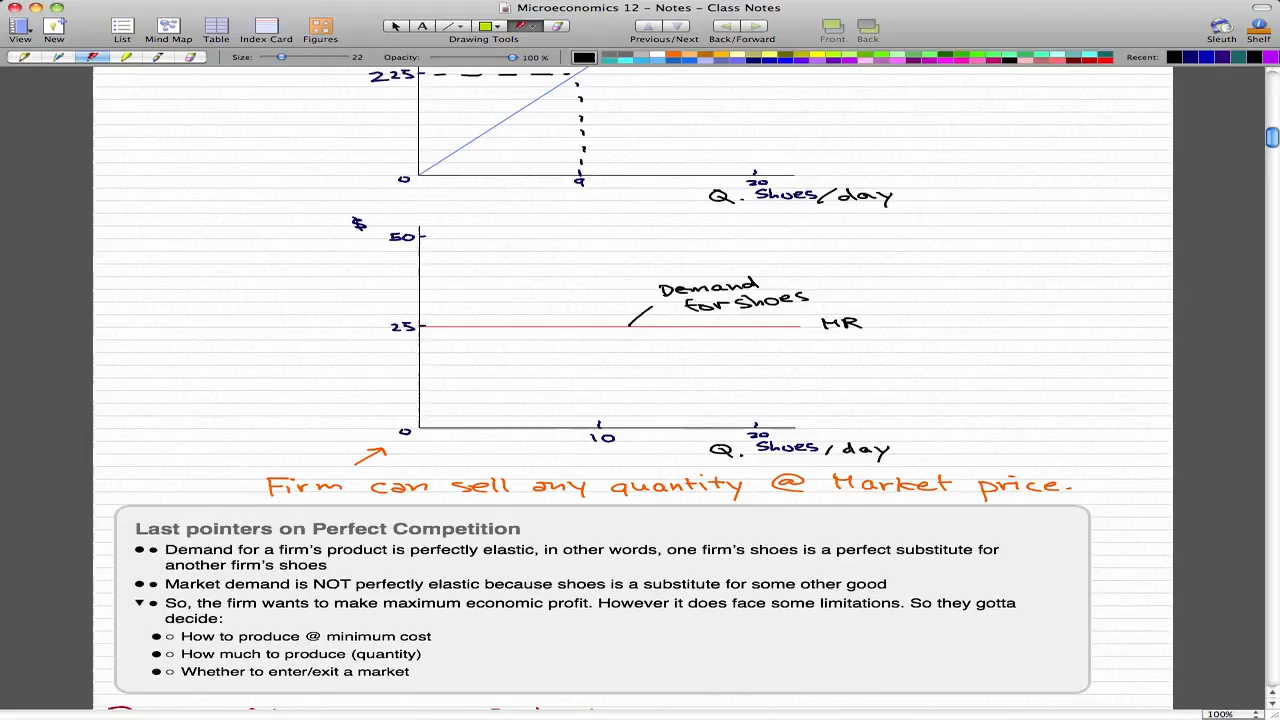 Microeconomics 12 - Notes - Class Notes
View New List Mind Map Table Index Card Figures Drawing Tools Previous/Next Back/Forward Front Back Sleuth Shelf
Size: 22 Opacity: 100 % Recent:
225
0 9 20
Q. Shoes/day
$
50
Demand
for shoes
25 MR
0 10 20
Q. Shoes/day
Firm can sell any quantity @ Market price.
Last pointers on Perfect Competition
Demand for a firm's product is perfectly elastic, in other words, one firm's shoes is a perfect substitute for
another firm's shoes
Market demand is NOT perfectly elastic because shoes is a substitute for some other good
So, the firm wants to make maximum economic profit. However it does face some limitations. So they gotta
decide:
How to produce @ minimum cost
How much to produce (quantity)
Whether to enter/exit a market
100%